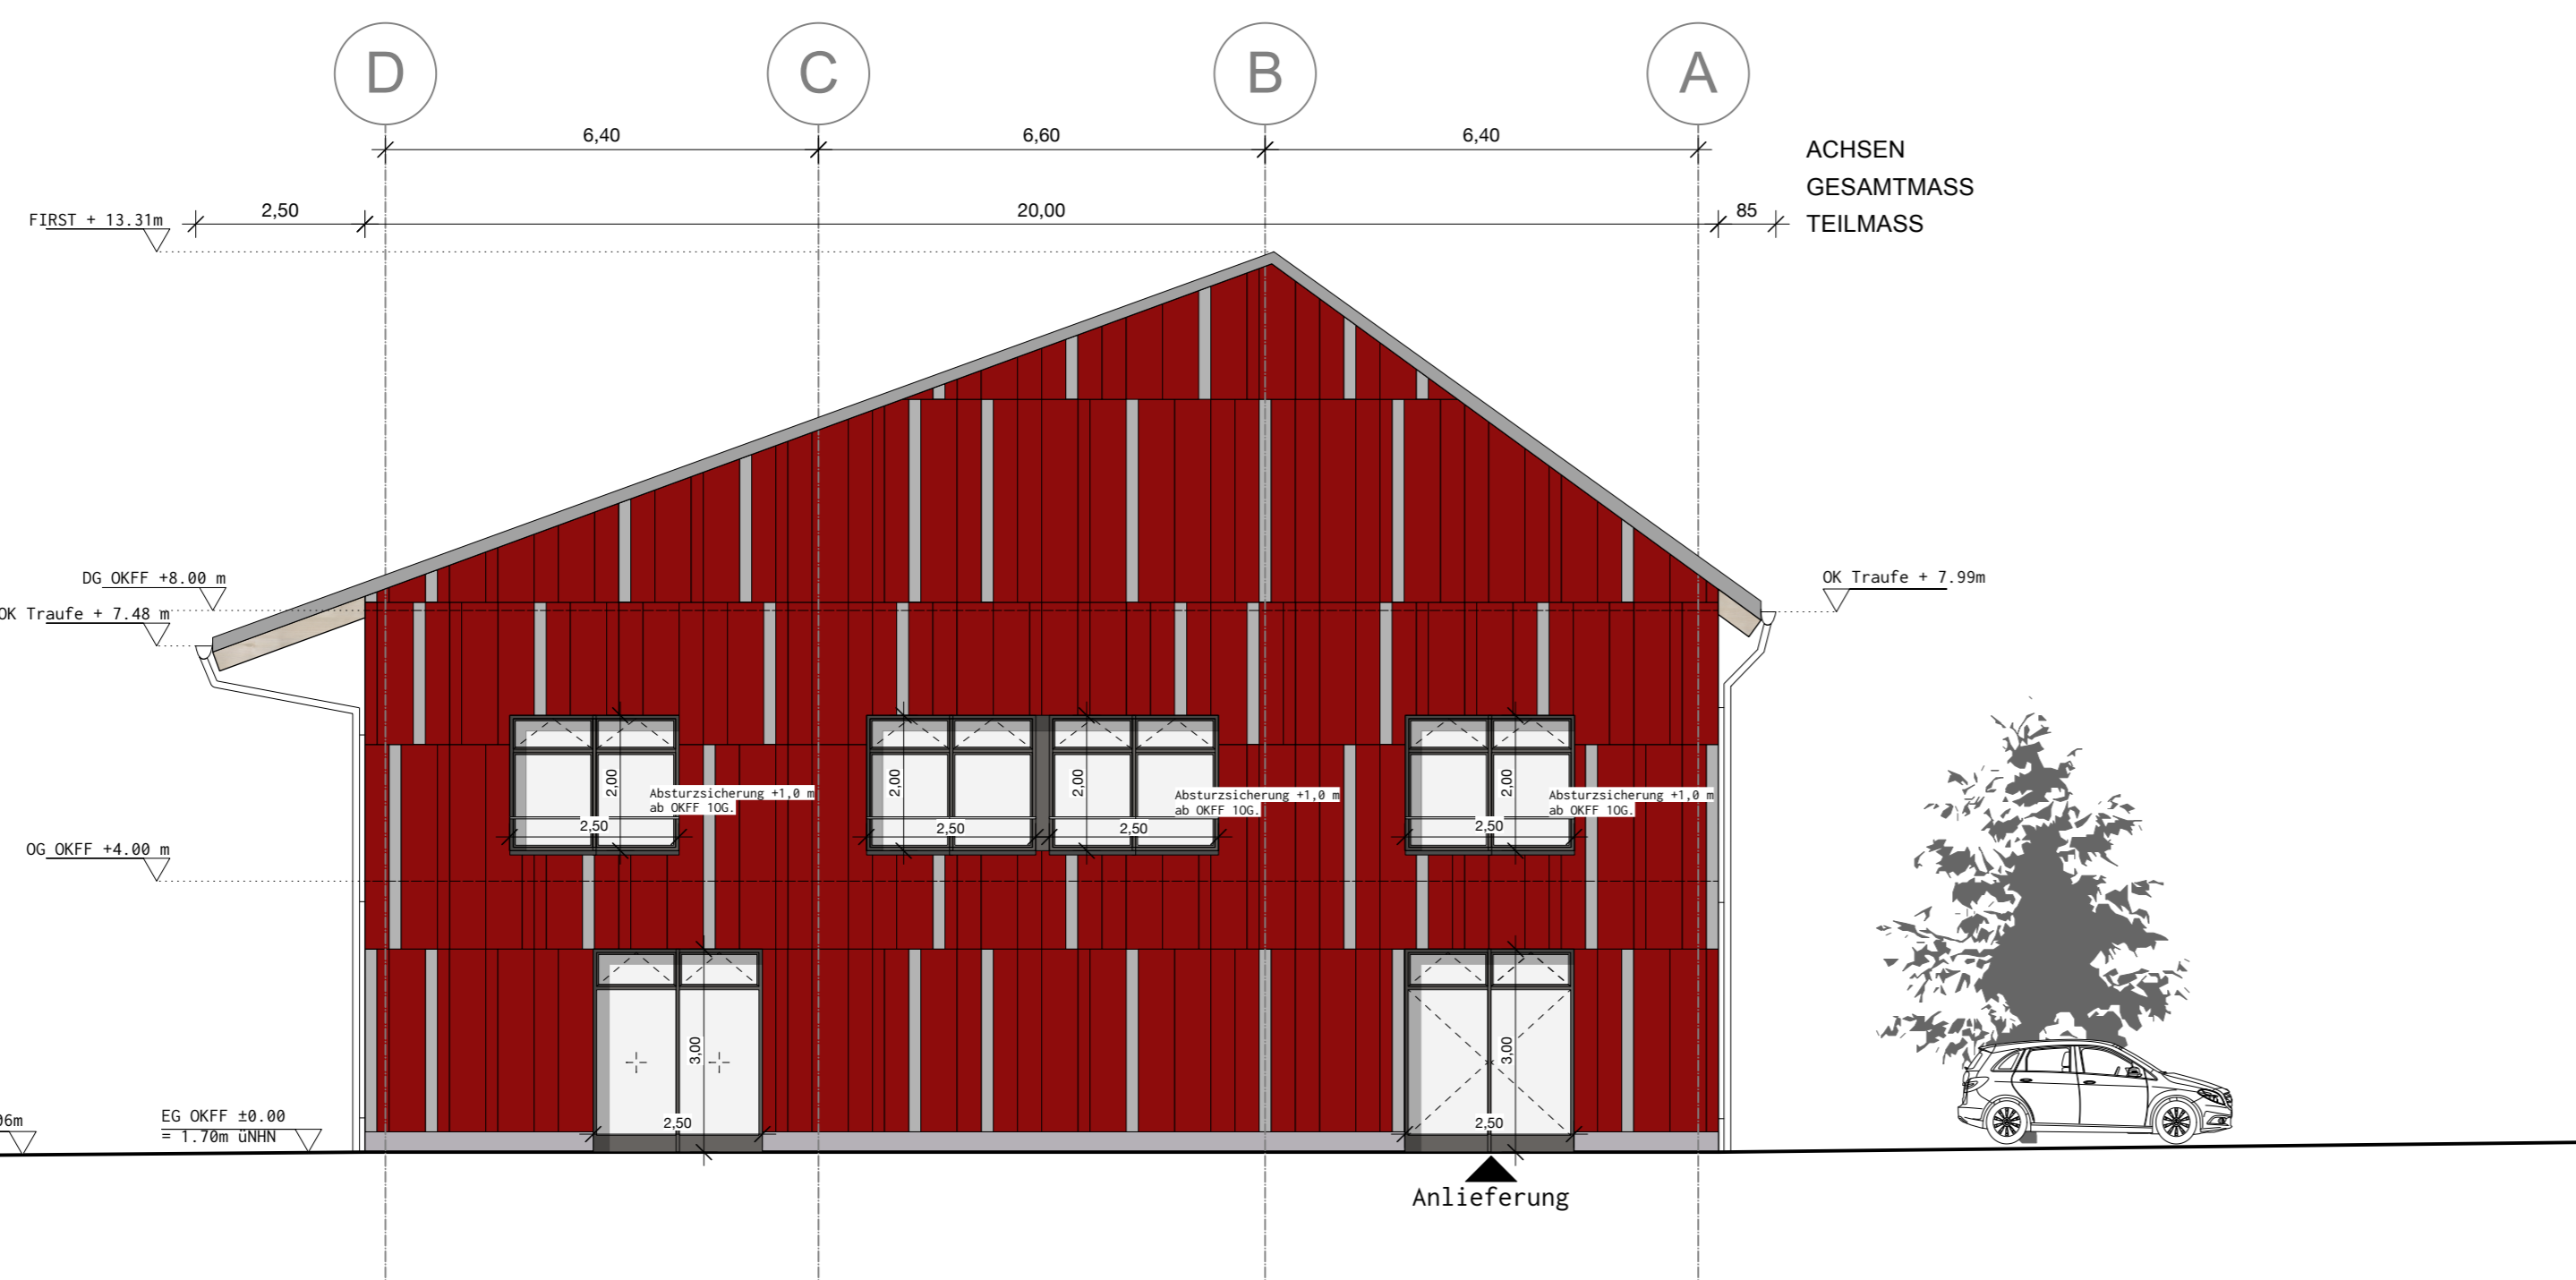 D
C
B
A
6,40
6,60
6,40
ACHSEN
GESAMTMASS
2,50
20,00
85
TEILMASS
FIRST + 13.31m
DG OKFF +8.00 m
OK Traufe + 7.99m
OK Traufe + 7.48 m
2,00
2,00
2,00
2,00
Absturzsicherung +1,0 m
ab OKFF 1OG.
Absturzsicherung +1,0 m
ab OKFF 1OG.
Absturzsicherung +1,0 m
ab OKFF 1OG.
2,50
2,50
2,50
2,50
OG OKFF +4.00 m
3,00
3,00
2,50
2,50
06m
EG OKFF ±0.00
= 1.70m üNHN
Anlieferung